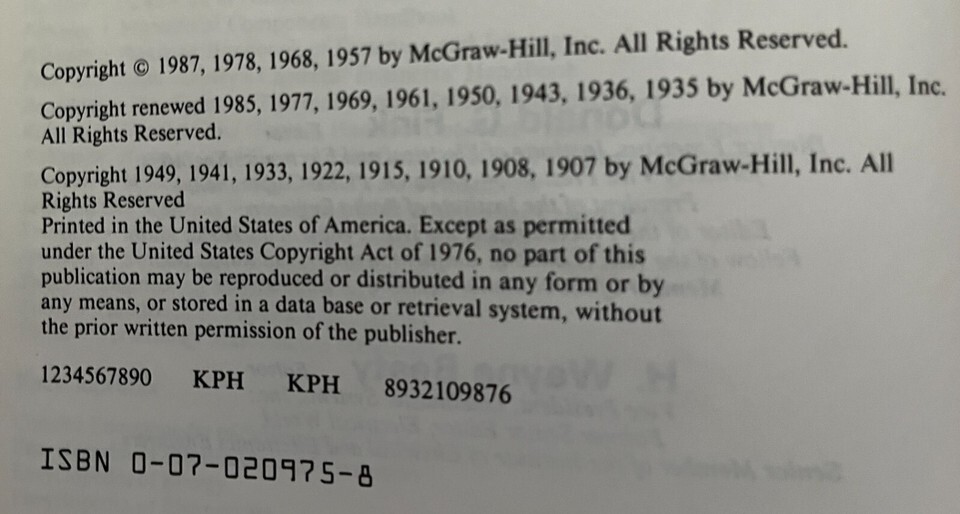 Copyright © 1987, 1978, 1968, 1957 by McGraw-Hill, Inc. All Rights Reserved.
Copyright renewed 1985, 1977, 1969, 1961, 1950, 1943, 1936, 1935 by McGraw-Hill, Inc.
All Rights Reserved.
Copyright 1949, 1941, 1933, 1922, 1915, 1910, 1908, 1907 by McGraw-Hill, Inc. All
Rights Reserved
Printed in the United States of America. Except as permitted
under the United States Copyright Act of 1976, no part of this
publication may be reproduced or distributed in any form or by
any means, or stored in a data base or retrieval system, without
the prior written permission of the publisher.
1234567890 KPH KPH 8932109876
ISBN 0-07-020975-8